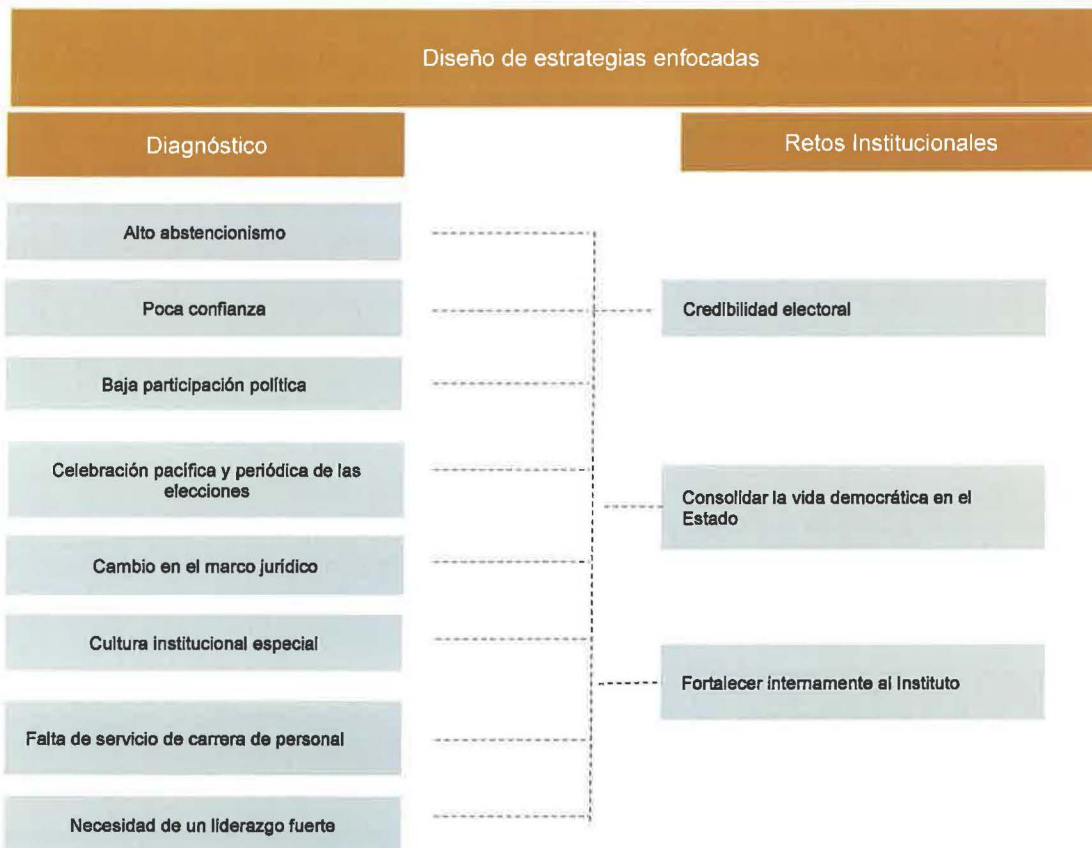 Diseño de estrategias enfocadas
Diagnóstico
Retos Institucionales
Alto abstencionismo
Poca confianza
Baja participación política
Celebración pacífica y periódica de las
elecciones
Cambio en el marco jurídico
Cultura institucional especial
Falta de servicio de carrera de personal
Necesidad de un liderazgo fuerte
Credibilidad electoral
Consolidar la vida democrática en el
Estado
Fortalecer internamente al Instituto